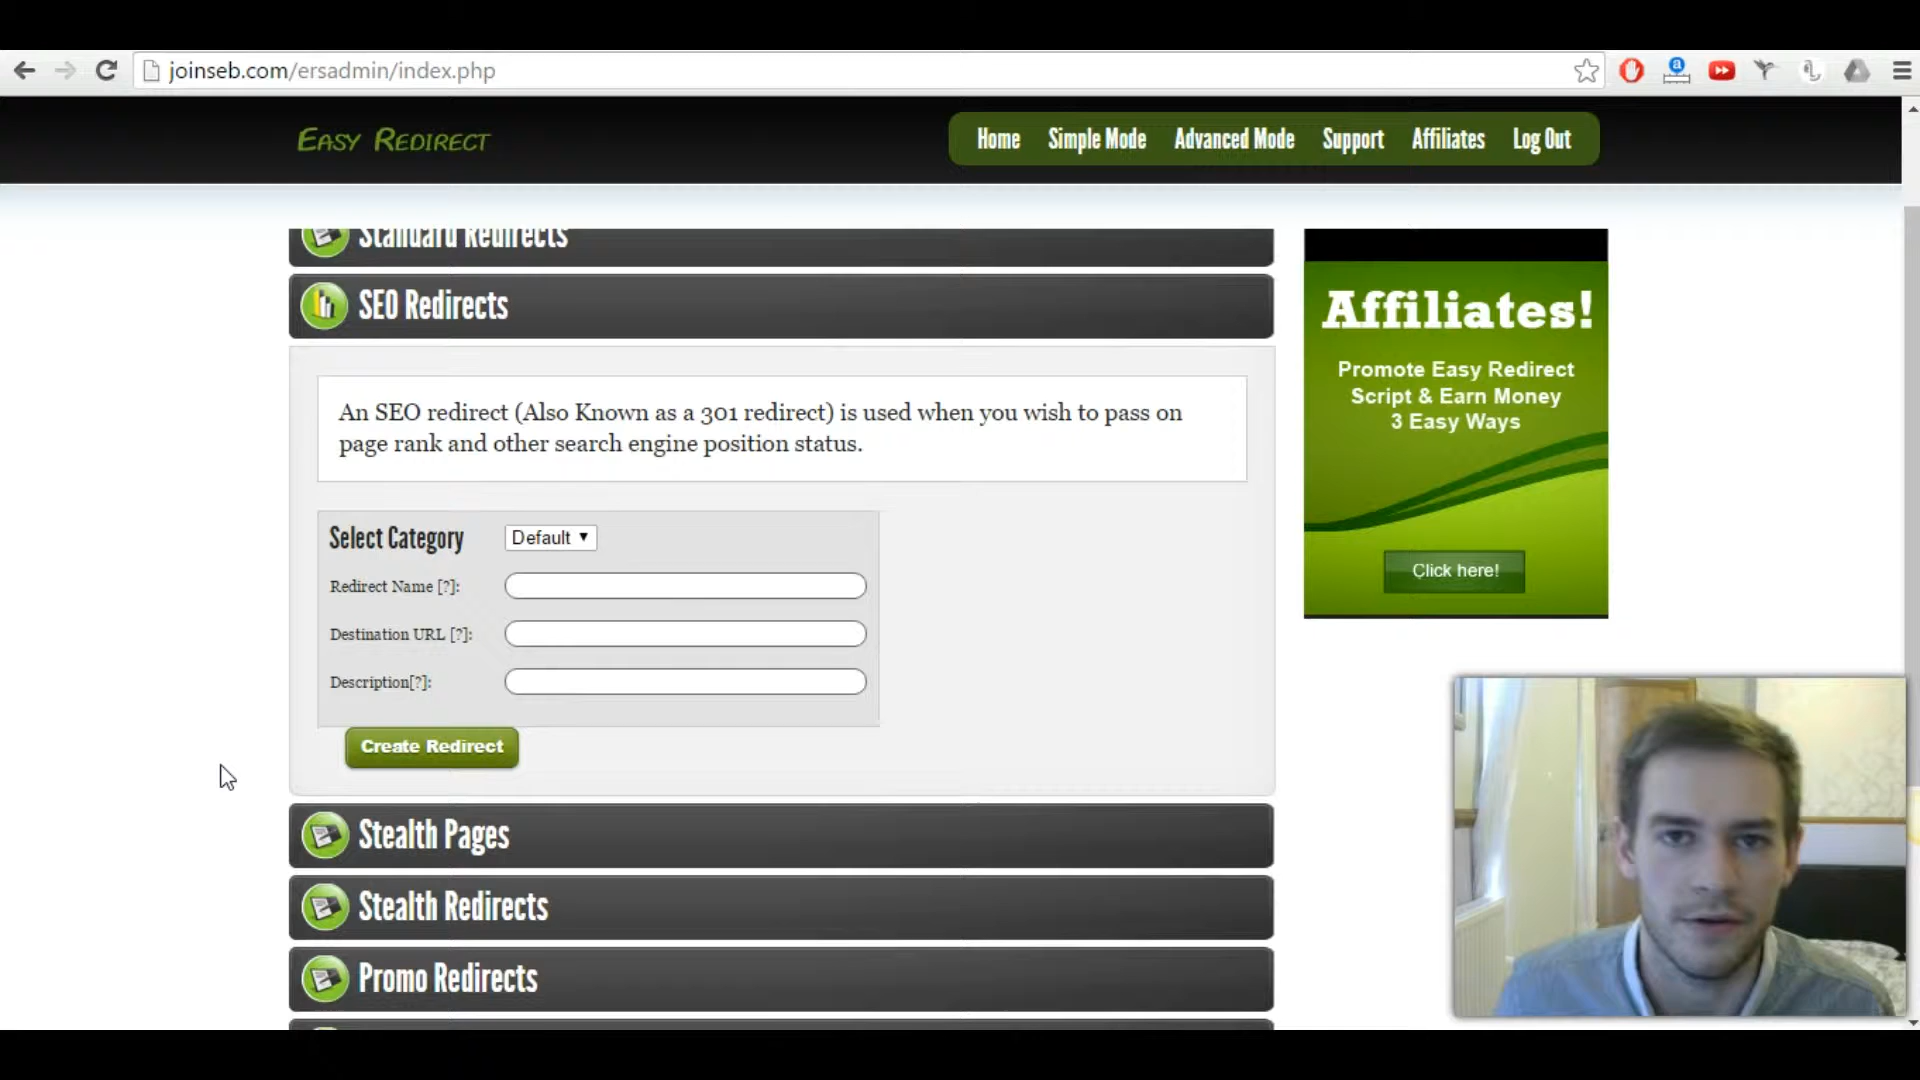 joinseb.com/ersadmin/index.php
Easy Redirect
Home Simple Mode Advanced Mode Support Affiliates Log Out
Standard Redirects
SEO Redirects
An SEO redirect (Also Known as a 301 redirect) is used when you wish to pass on
page rank and other search engine position status.
Select Category Default
Redirect Name [?]:
Destination URL [?]:
Description[?]:
Create Redirect
Stealth Pages
Stealth Redirects
Promo Redirects
Affiliates!
Promote Easy Redirect
Script & Earn Money
3 Easy Ways
Click here!